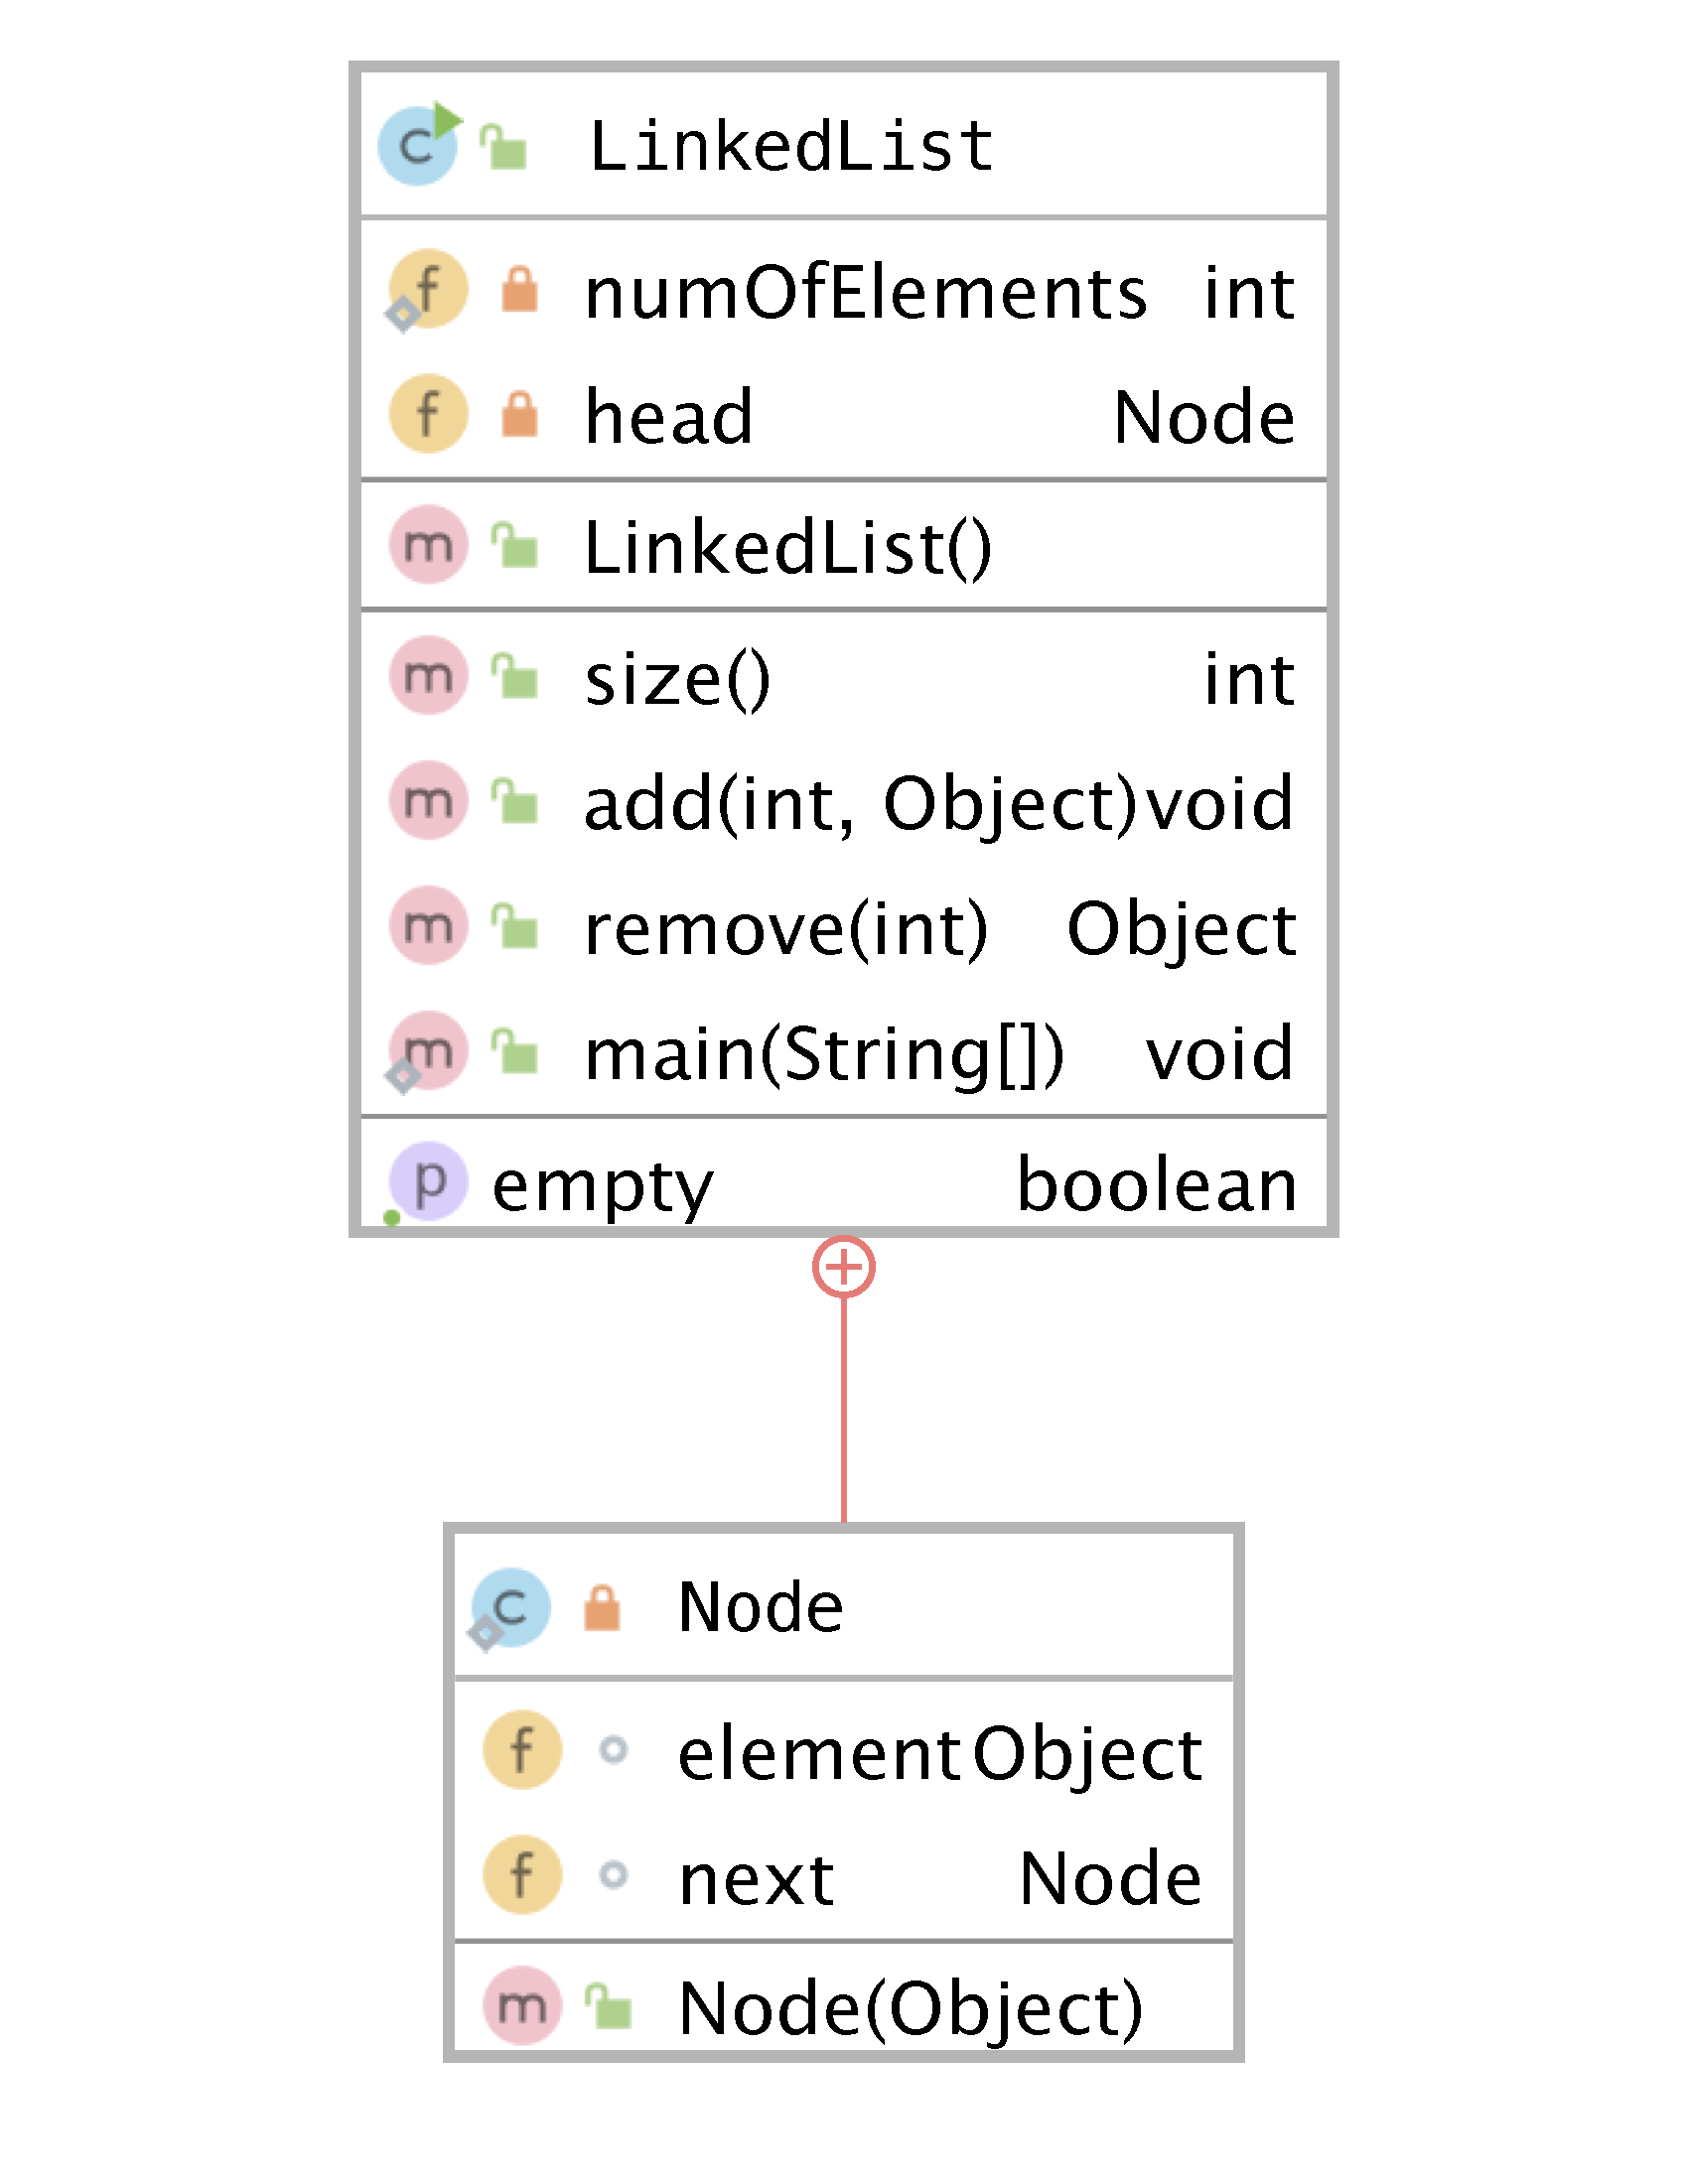 C LinkedList
f numOfElements int
f head Node
m LinkedList()
m size() int
m add(int, Object) void
m remove(int) Object
m main(String[]) void
p empty boolean
C Node
f element Object
f next Node
m Node(Object)